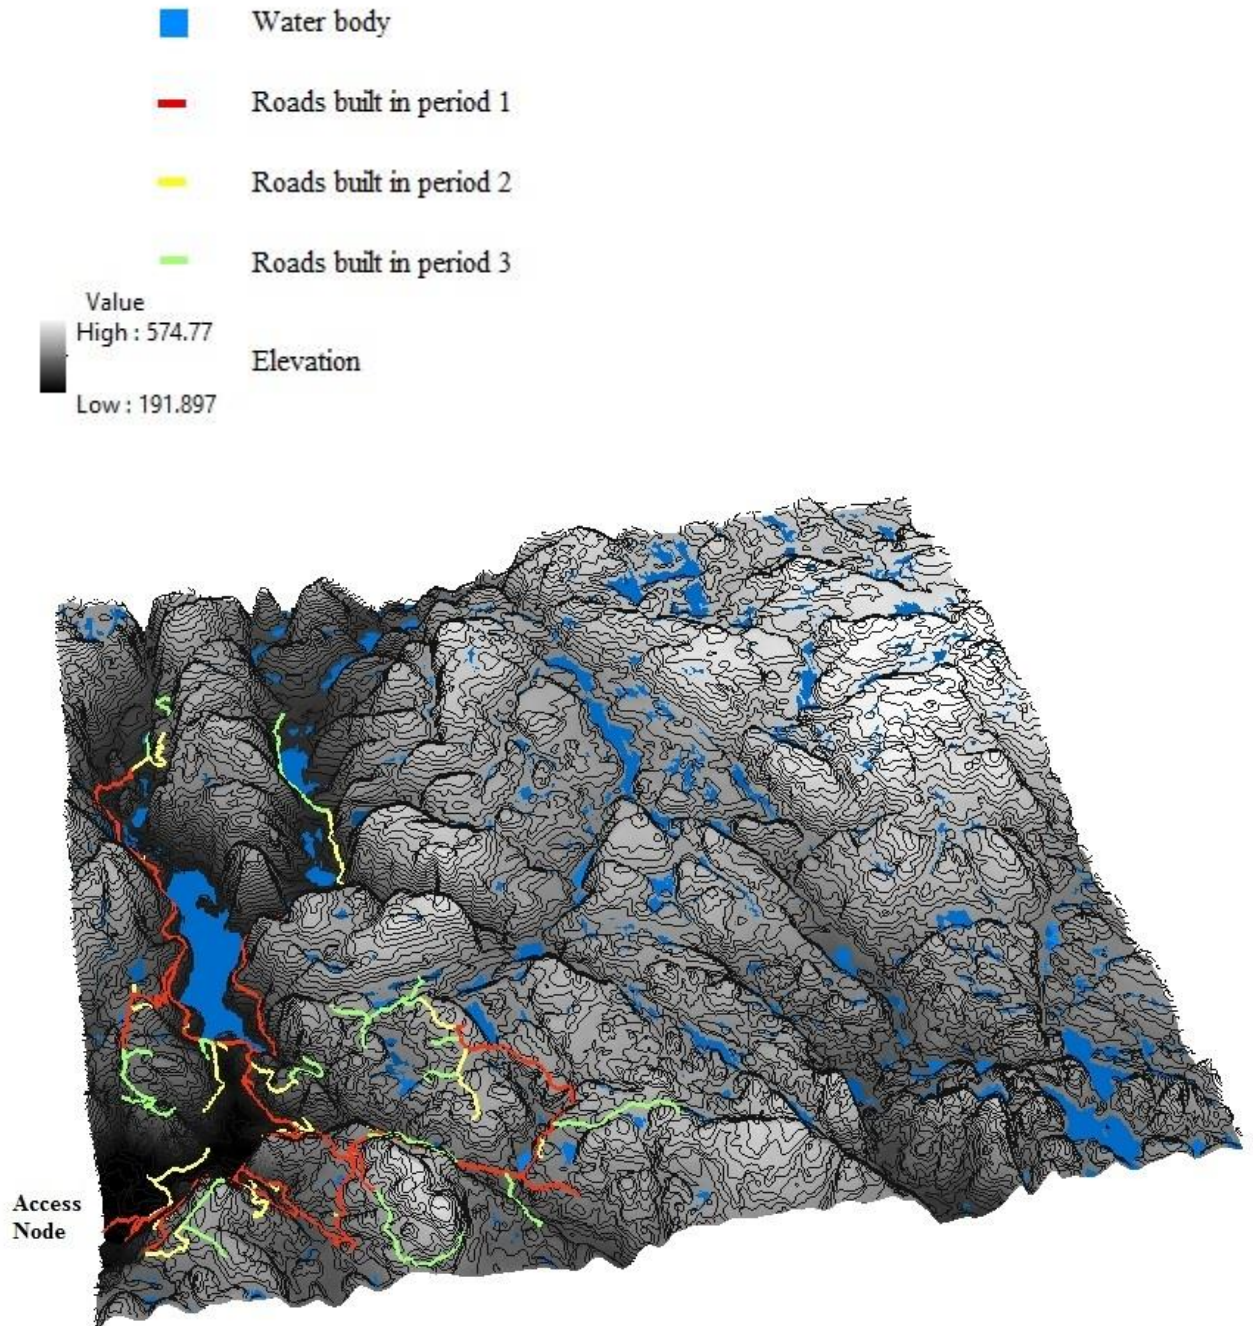 Water body
Roads built in period 1
Roads built in period 2
Roads built in period 3
Value
High : 574.77
Elevation
Low : 191.897
Access
Node